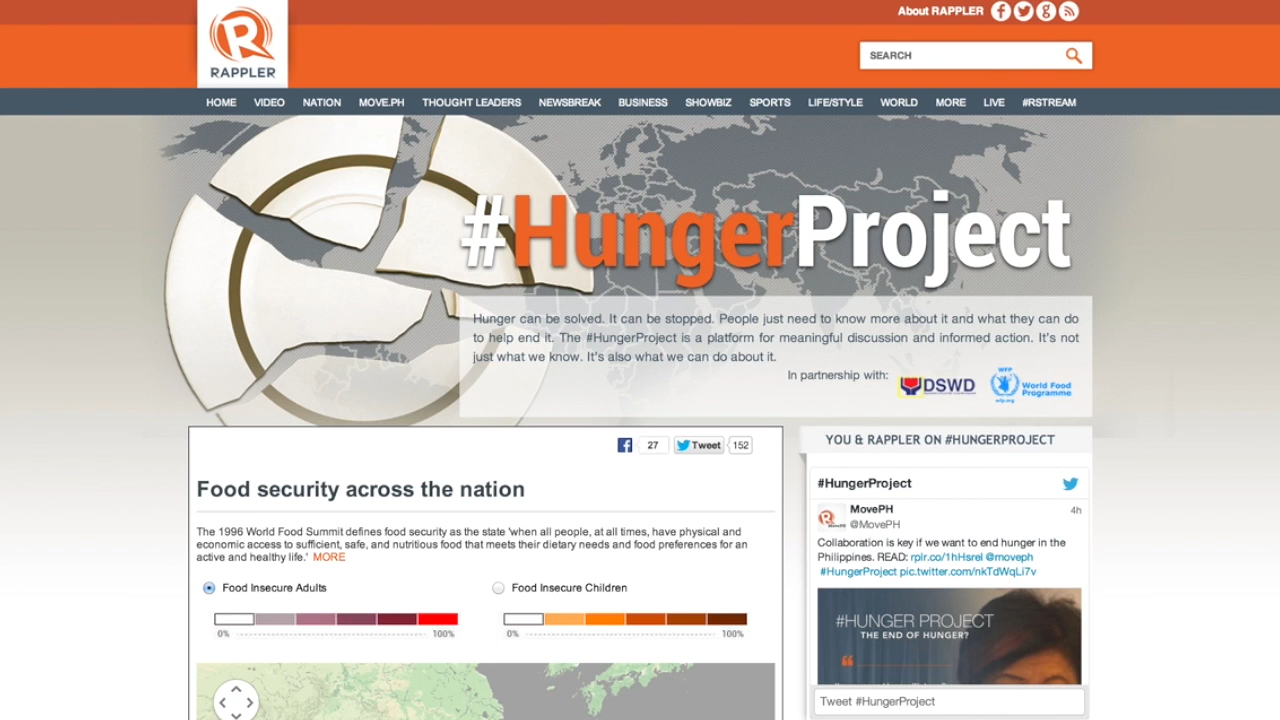 About RAPPLER
RAPPLER
SEARCH
HOME VIDEO NATION MOVE.PH THOUGHT LEADERS NEWSBREAK BUSINESS SHOWBIZ SPORTS LIFE/STYLE WORLD MORE LIVE #RSTREAM
#HungerProject
Hunger can be solved. It can be stopped. People just need to know more about it and what they can do
to help end it. The #HungerProject is a platform for meaningful discussion and informed action. It's not
just what we know. It's also what we can do about it.
In partnership with:
DSWD
WFP
wfp.org
World Food
Programme
27
Tweet
152
Food security across the nation
The 1996 World Food Summit defines food security as the state 'when all people, at all times, have physical and
economic access to sufficient, safe, and nutritious food that meets their dietary needs and food preferences for an
active and healthy life.' MORE
Food Insecure Adults
0% 100%
Food Insecure Children
0% 100%
YOU & RAPPLER ON #HUNGERPROJECT
#HungerProject
MovePH
4h
@MovePH
Collaboration is key if we want to end hunger in the
Philippines. READ: rplr.co/1hHsreI @moveph
#HungerProject pic.twitter.com/nkTdWqLi7v
#HUNGER PROJECT
THE END OF HUNGER?
Tweet #HungerProject